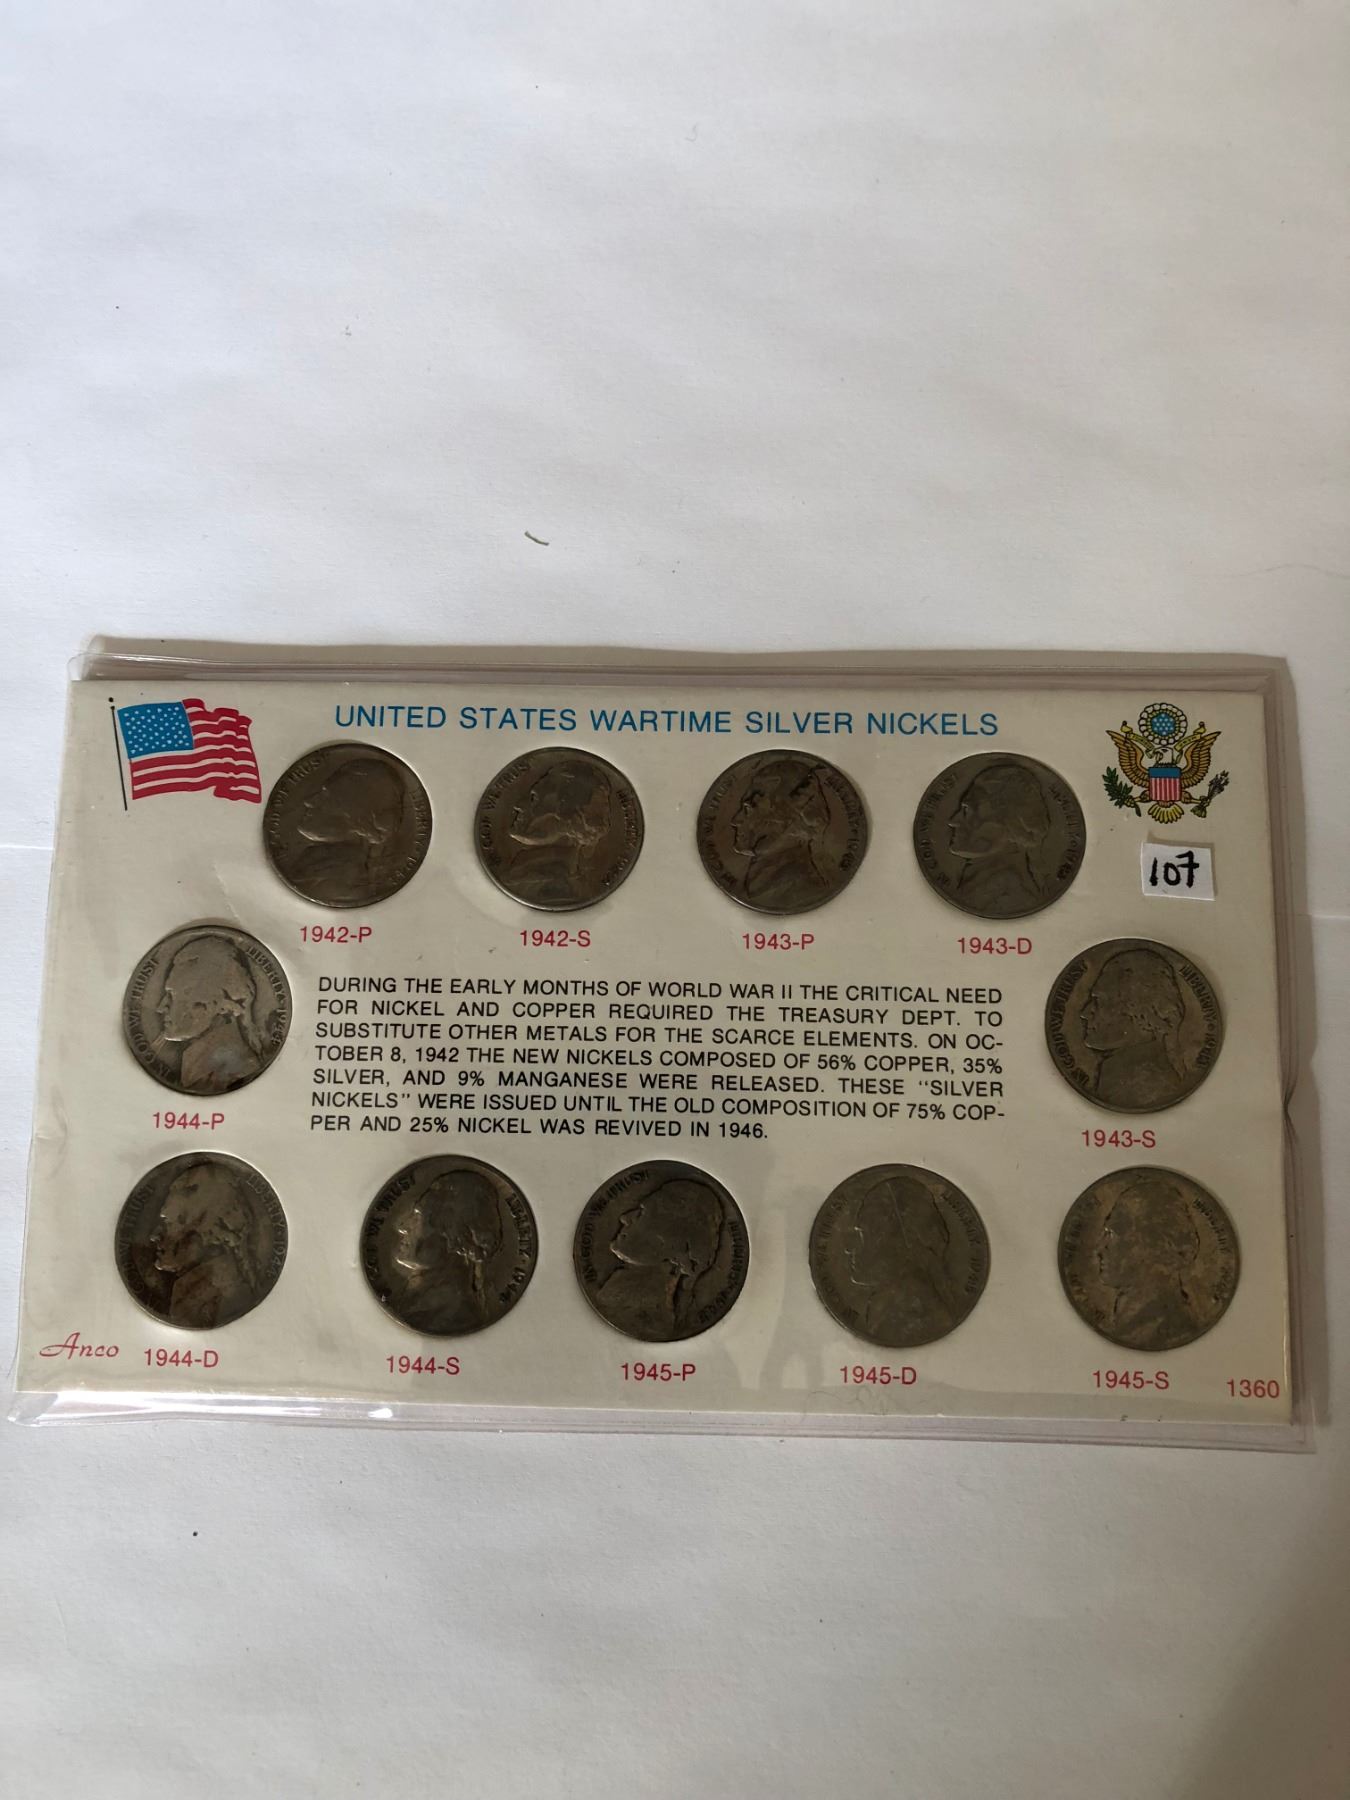 UNITED STATES WARTIME SILVER NICKELS
107
1942-P
1942-S
1943-P
1943-D
DURING THE EARLY MONTHS OF WORLD WAR II THE CRITICAL NEED
FOR NICKEL AND COPPER REQUIRED THE TREASURY DEPT. TO
SUBSTITUTE OTHER METALS FOR THE SCARCE ELEMENTS. ON OC-
TOBER 8, 1942 THE NEW NICKELS COMPOSED OF 56% COPPER, 35%
SILVER, AND 9% MANGANESE WERE RELEASED. THESE "SILVER
NICKELS" WERE ISSUED UNTIL THE OLD COMPOSITION OF 75% COP-
PER AND 25% NICKEL WAS REVIVED IN 1946.
1944-P
1943-S
Anco
1944-D
1944-S
1945-P
1945-D
1945-S
1360